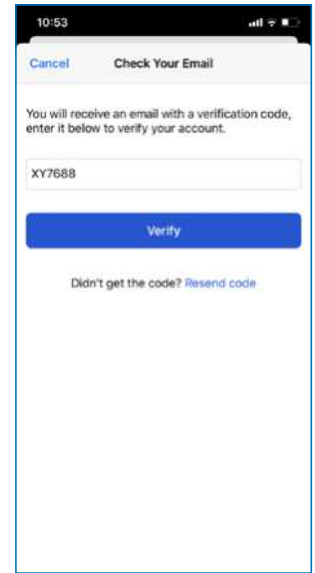 10:53
Cancel Check Your Email
You will receive an email with a verification code,
enter it below to verify your account.
XY7688
Verify
Didn't get the code? Resend code